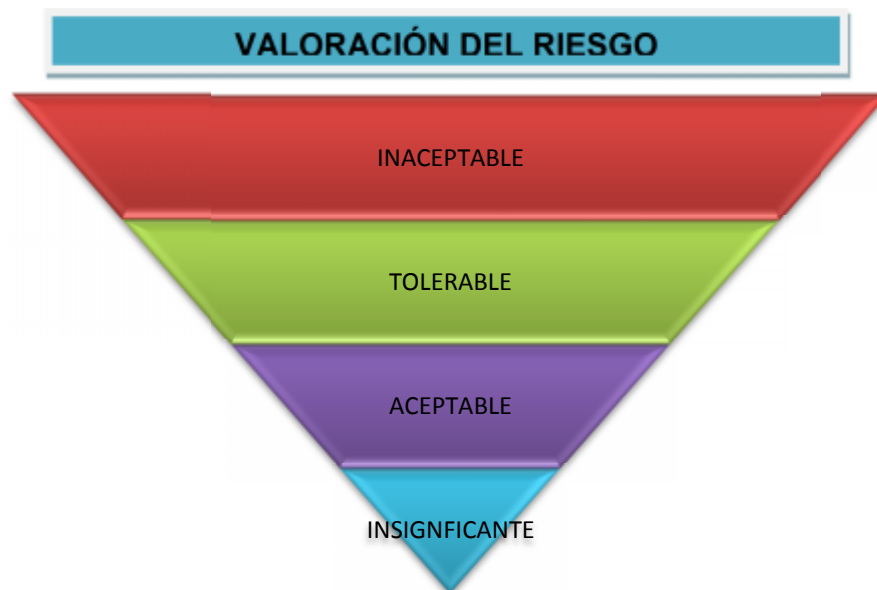 VALORACIÓN DEL RIESGO
INACEPTABLE
TOLERABLE
ACEPTABLE
INSIGNFICANTE